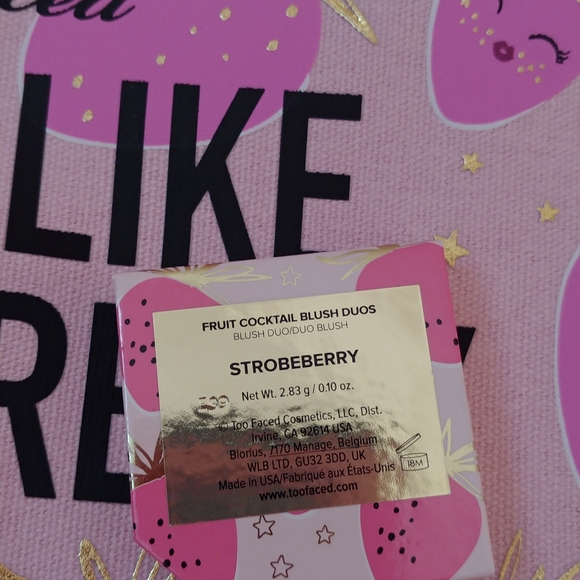 LIKE
RE
FRUIT COCKTAIL BLUSH DUOS
BLUSH DUO/DUO BLUSH
STROBEBERRY
Net Wt. 2.83 g / 0.10 oz.
© Too Faced Cosmetics, LLC, Dist.
Irvine, CA 92614 USA
Biorius, 7170 Manage, Belgium
WLB LTD, GU32 3DD, UK
Made in USA/Fabriqué aux États-Unis
www.toofaced.com
18M